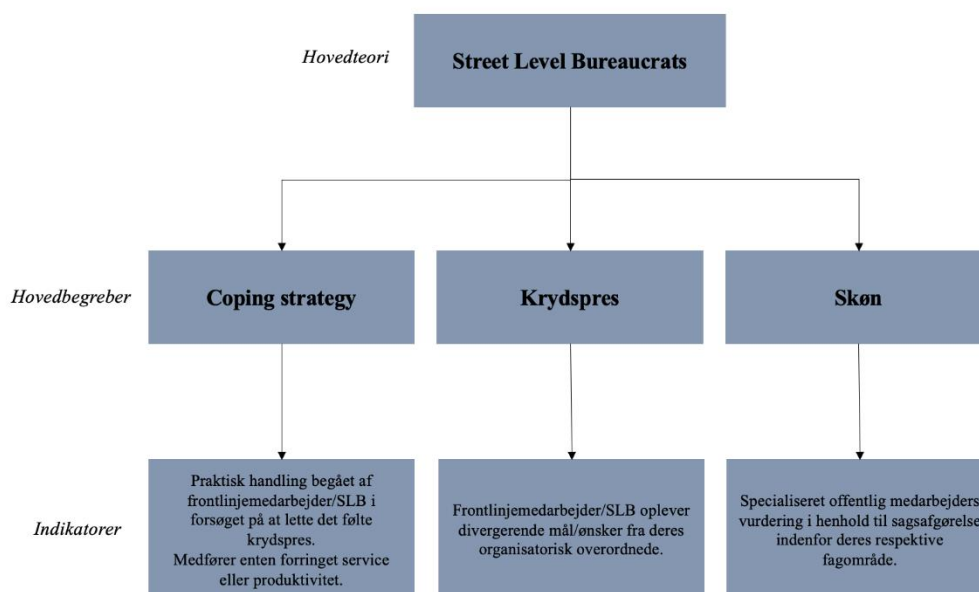 Hovedteori
Street Level Bureaucrats
Hovedbegreber
Coping strategy
Krydspres
Skøn
Indikatorer
Praktisk handling begået af
frontlinjemedarbejder/SLB i
forsøget på at lette det følte
krydspres.
Medfører enten forringet service
eller produktivitet.
Frontlinjemedarbejder/SLB oplever
divergerende mål/ønsker fra deres
organisatorisk overordnede.
Specialiseret offentlig medarbejders
vurdering i henhold til sagsafgørelse
indenfor deres respektive
fagområde.